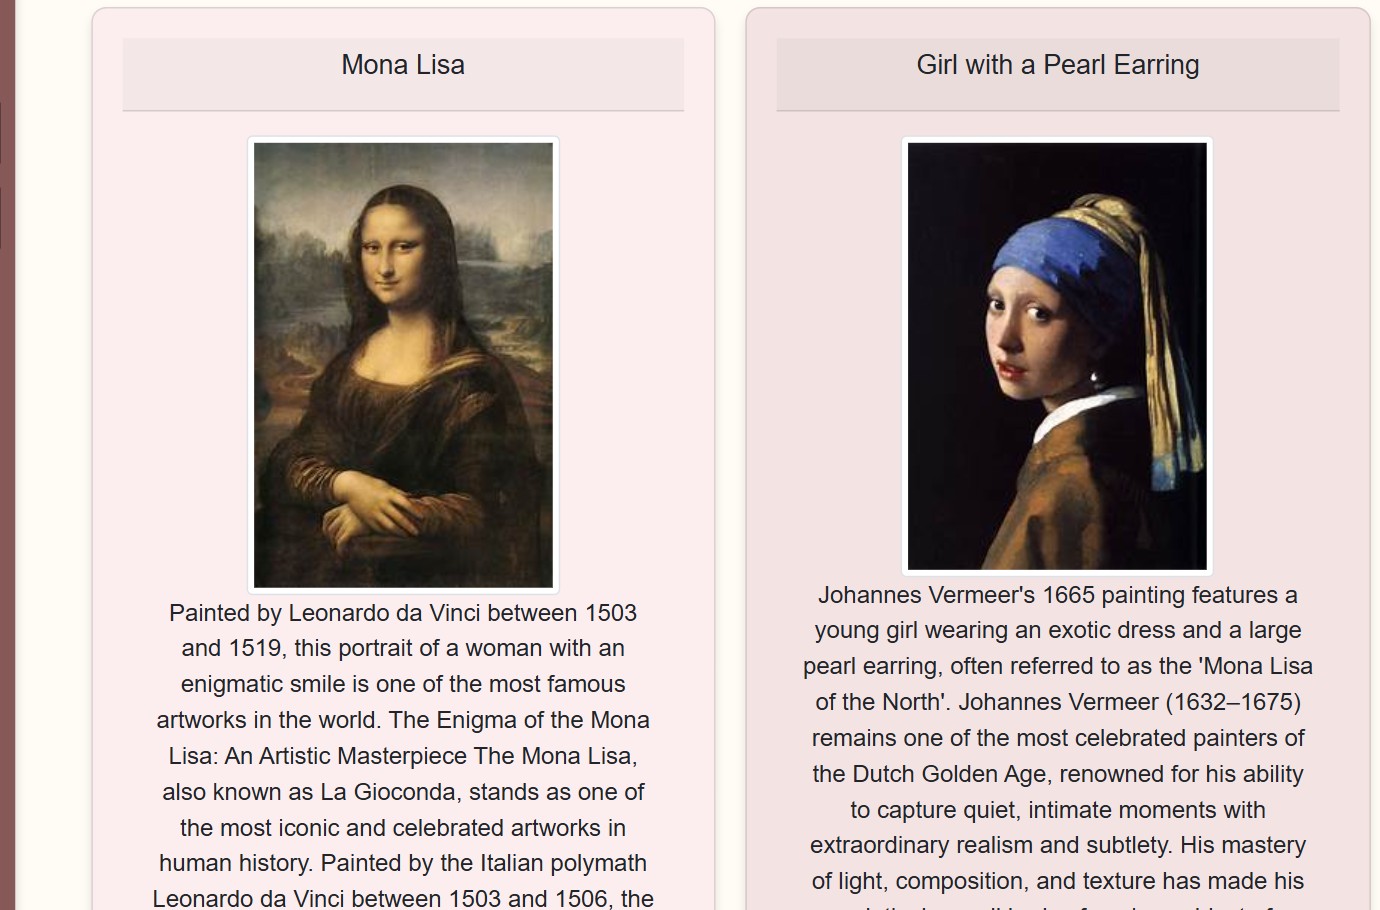 Mona Lisa
Painted by Leonardo da Vinci between 1503
and 1519, this portrait of a woman with an
enigmatic smile is one of the most famous
artworks in the world. The Enigma of the Mona
Lisa: An Artistic Masterpiece The Mona Lisa,
also known as La Gioconda, stands as one of
the most iconic and celebrated artworks in
human history. Painted by the Italian polymath
Leonardo da Vinci between 1503 and 1506, the
Girl with a Pearl Earring
Johannes Vermeer's 1665 painting features a
young girl wearing an exotic dress and a large
pearl earring, often referred to as the 'Mona Lisa
of the North'. Johannes Vermeer (1632–1675)
remains one of the most celebrated painters of
the Dutch Golden Age, renowned for his ability
to capture quiet, intimate moments with
extraordinary realism and subtlety. His mastery
of light, composition, and texture has made his